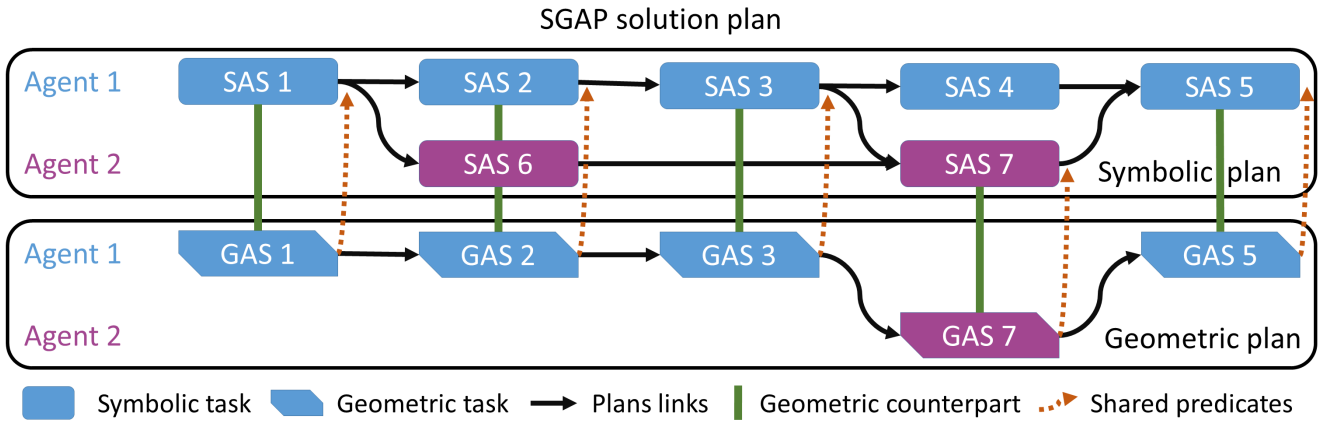 SGAP solution plan
Agent 1 SAS 1 SAS 2 SAS 3 SAS 4 SAS 5
Agent 2 SAS 6 SAS 7
Symbolic plan
Agent 1 GAS 1 GAS 2 GAS 3 GAS 5
Agent 2 GAS 7
Geometric plan
Symbolic task Geometric task Plans links Geometric counterpart Shared predicates